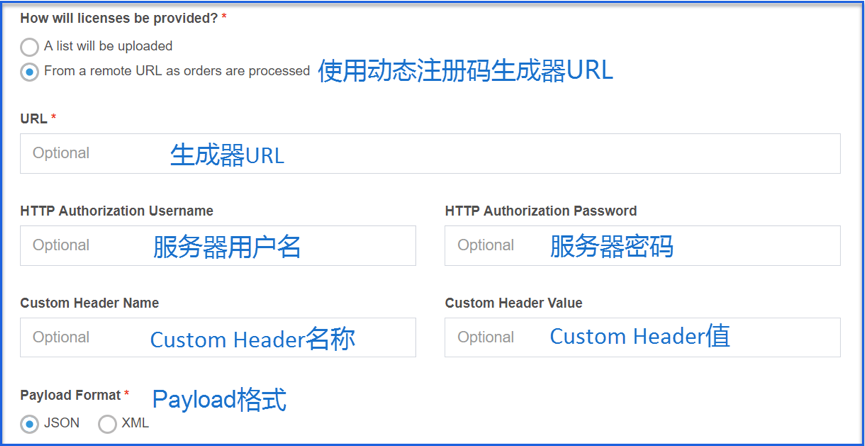 How will licenses be provided? *
A list will be uploaded
From a remote URL as orders are processed 使用动态注册码生成器URL
URL *
Optional 生成器URL
HTTP Authorization Username HTTP Authorization Password
Optional 服务器用户名 Optional 服务器密码
Custom Header Name Custom Header Value
Optional Custom Header名称 Optional Custom Header值
Payload Format * Payload格式
JSON XML